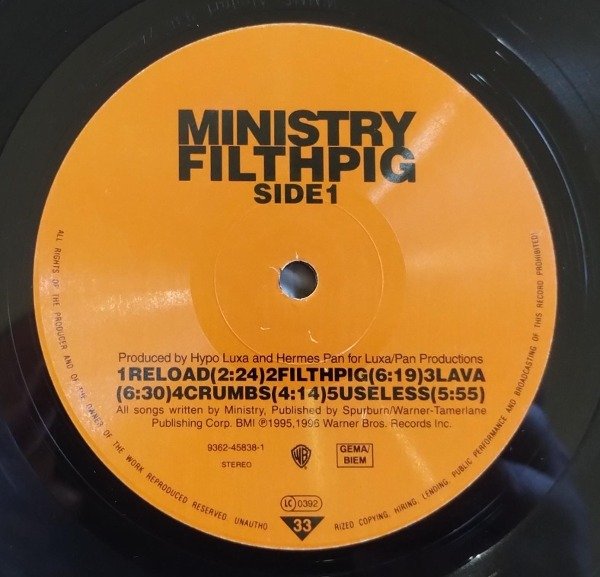 MINISTRY
FILTHPIG
SIDE1
Produced by Hypo Luxa and Hermes Pan for Luxa/Pan Productions
1RELOAD(2:24)2FILTHPIG(6:19)3LAVA
(6:30)4CRUMBS(4:14)5USELESS(5:55)
All songs written by Ministry, Published by Spurburn/Warner-Tamerlane
Publishing Corp. BMI ℗1995,1996 Warner Bros. Records Inc.
9362-45838-1
STEREO
WB
GEMA/
BIEM
LC 0392
33
ALL RIGHTS OF THE PRODUCER AND OF THE OWNER OF THE WORK REPRODUCED RESERVED. UNAUTHO
RIZED COPYING, HIRING, LENDING, PUBLIC PERFORMANCE AND BROADCASTING OF THIS RECORD PROHIBITED!